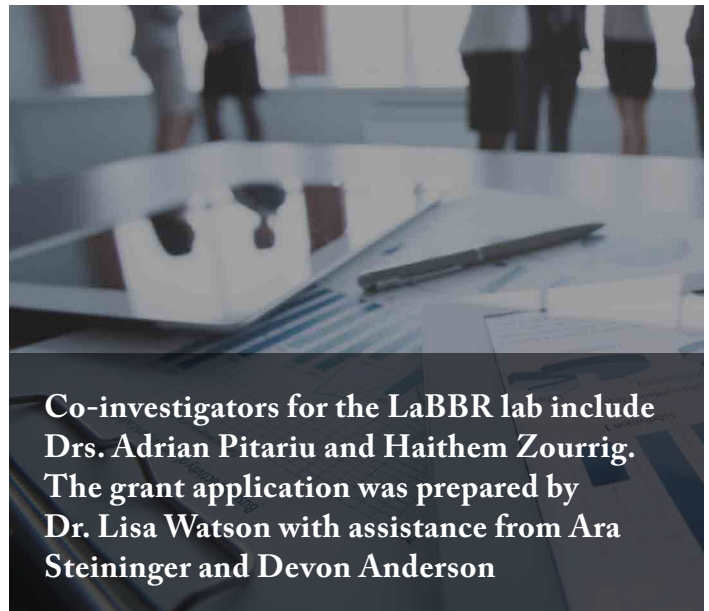 Co-investigators for the LaBBR lab include
Drs. Adrian Pitariu and Haithem Zourrig.
The grant application was prepared by
Dr. Lisa Watson with assistance from Ara
Steininger and Devon Anderson